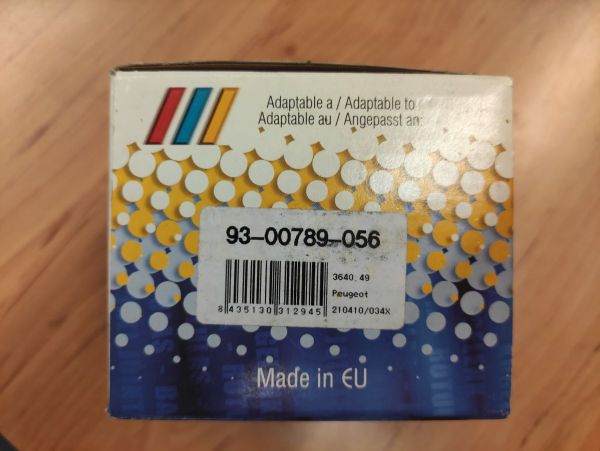 Adaptable a / Adaptable to
Adaptable au / Angepasst an:
93-00789-056
3640.49
Peugeot
8 435130 312945
210410/034X
Made in EU